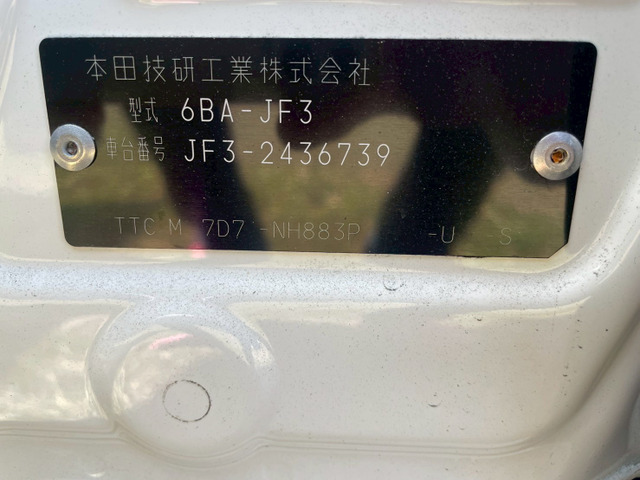 本田技研工業株式会社
型式 6BA-JF3
車台番号 JF3-2436739
TTC M 7D7 -NH883P -U S